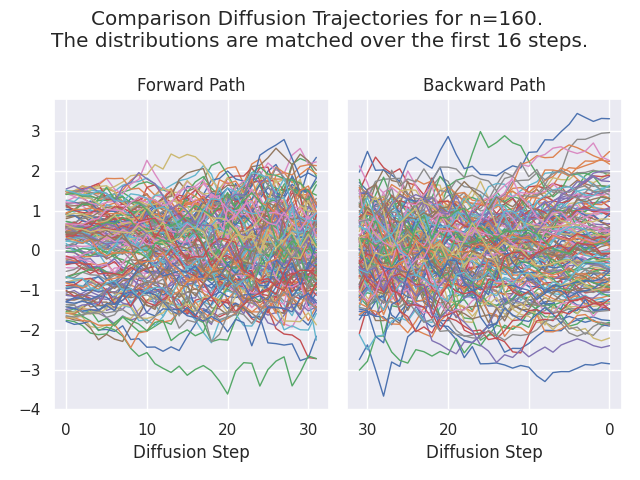 Comparison Diffusion Trajectories for n=160.
The distributions are matched over the first 16 steps.
Forward Path
Backward Path
3
2
1
0
−1
−2
−3
−4
0 10 20 30
30 20 10 0
Diffusion Step
Diffusion Step